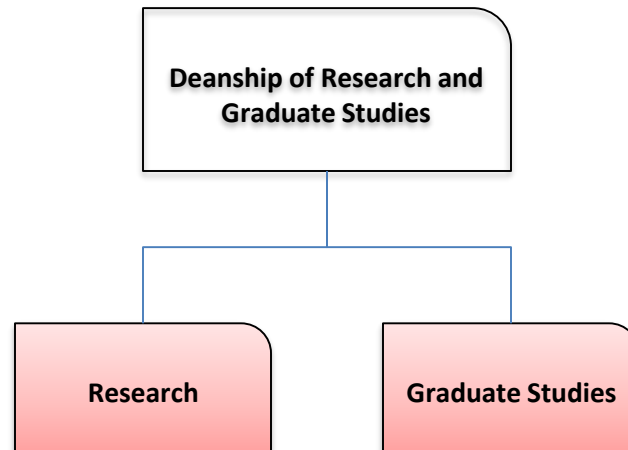 Deanship of Research and
Graduate Studies
Research
Graduate Studies